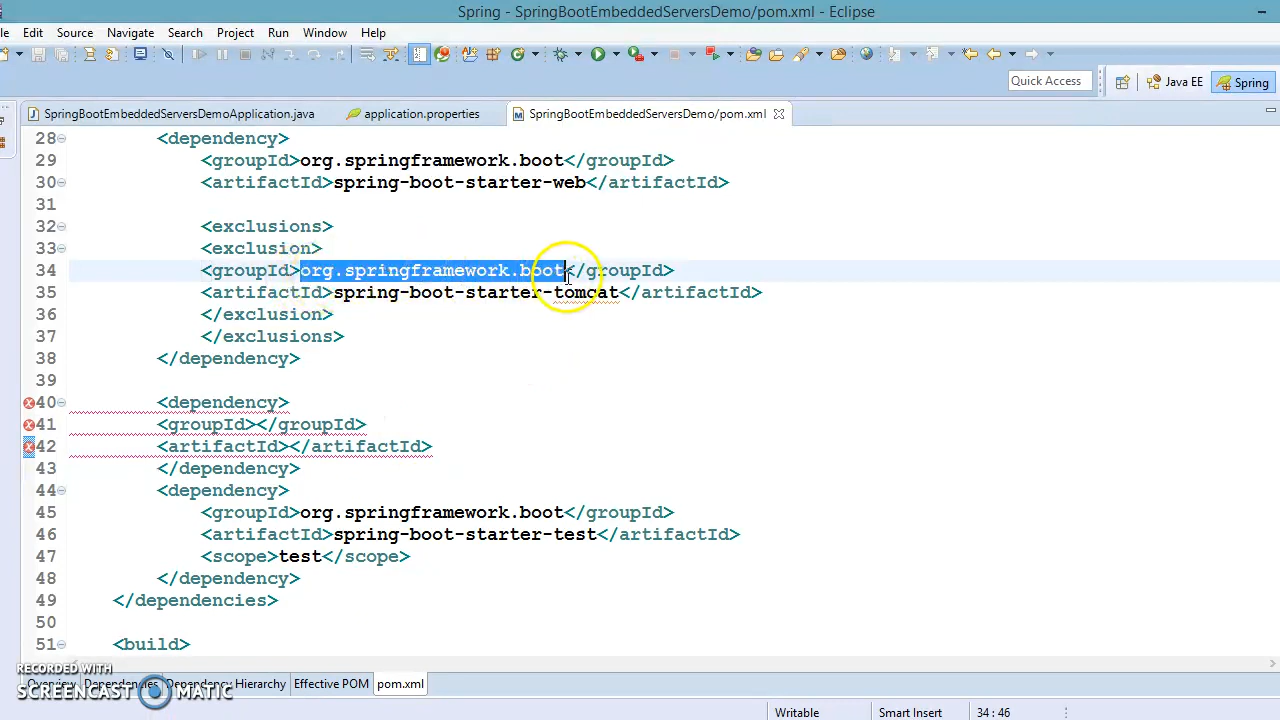 Spring - SpringBootEmbeddedServersDemo/pom.xml - Eclipse
le Edit Source Navigate Search Project Run Window Help
Quick Access Java EE Spring
SpringBootEmbeddedServersDemoApplication.java application.properties SpringBootEmbeddedServersDemo/pom.xml
28 <dependency>
29 <groupId>org.springframework.boot</groupId>
30 <artifactId>spring-boot-starter-web</artifactId>
31
32 <exclusions>
33 <exclusion>
34 <groupId>org.springframework.boot</groupId>
35 <artifactId>spring-boot-starter-tomcat</artifactId>
36 </exclusion>
37 </exclusions>
38 </dependency>
39
40 <dependency>
41 <groupId></groupId>
42 <artifactId></artifactId>
43 </dependency>
44 <dependency>
45 <groupId>org.springframework.boot</groupId>
46 <artifactId>spring-boot-starter-test</artifactId>
47 <scope>test</scope>
48 </dependency>
49 </dependencies>
50
51 <build>
RECORDED WITH
Overview Dependencies Dependency Hierarchy Effective POM pom.xml
SCREENCAST MATIC
Writable Smart Insert 34 : 46